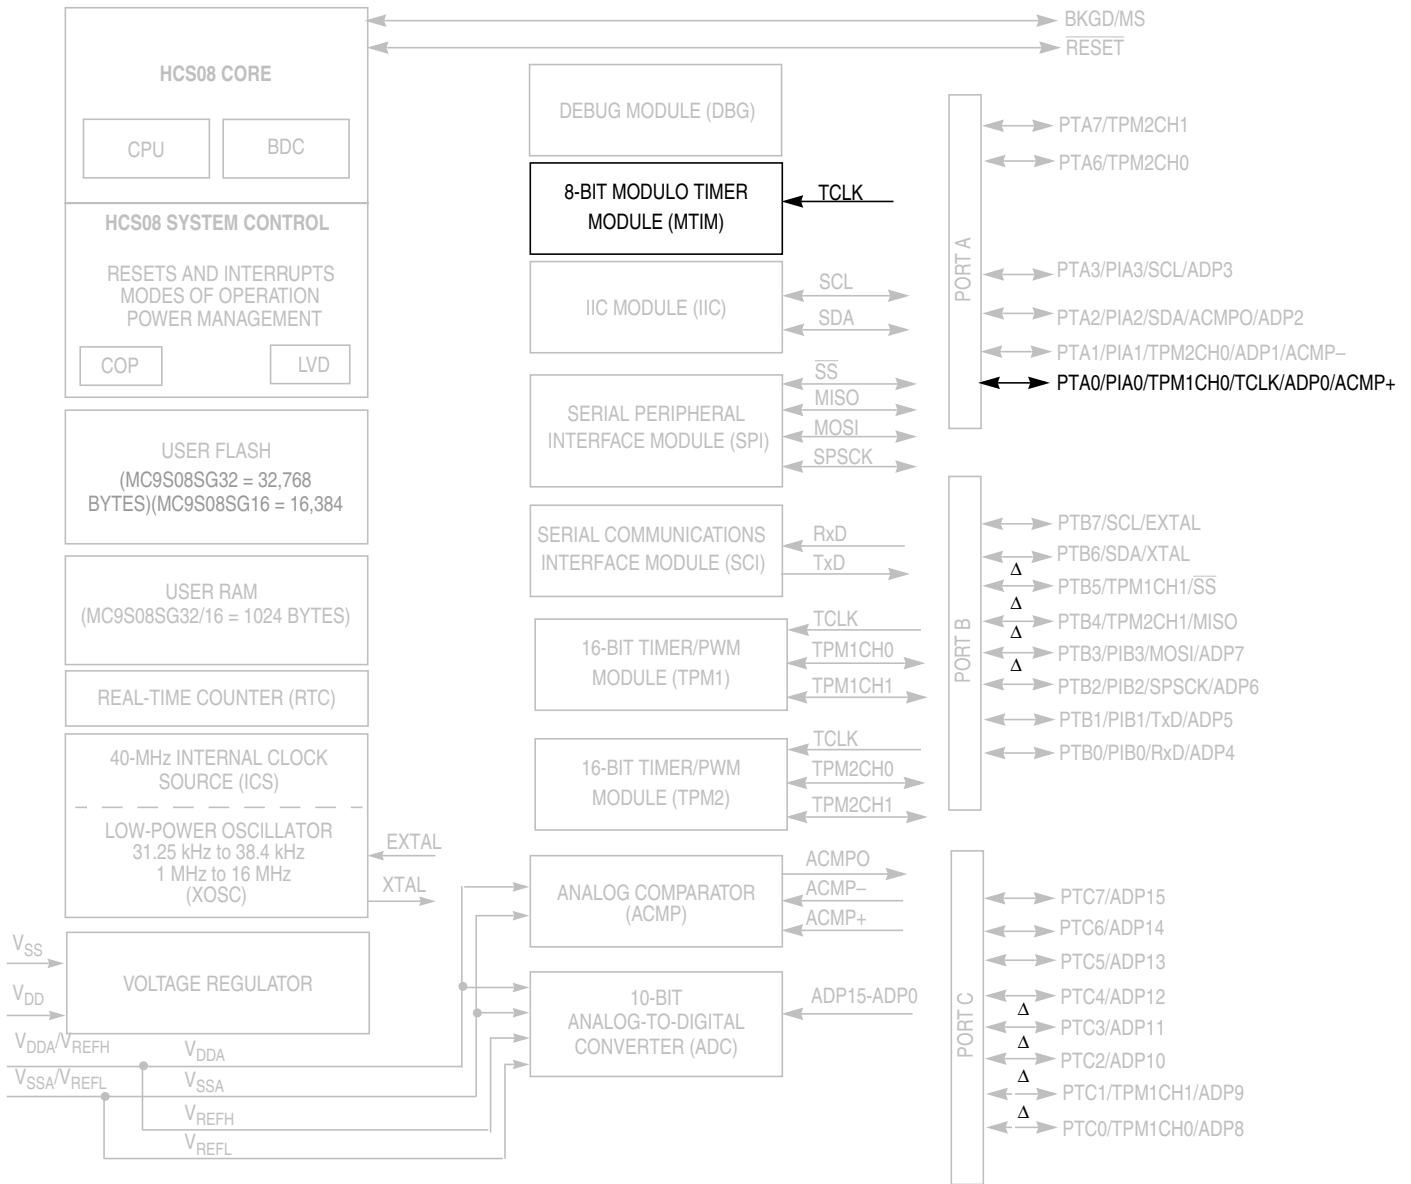 BKGD/MS
RESET
HCS08 CORE
CPU
BDC
HCS08 SYSTEM CONTROL
RESETS AND INTERRUPTS
MODES OF OPERATION
POWER MANAGEMENT
COP
LVD
USER FLASH
(MC9S08SG32 = 32,768
BYTES)(MC9S08SG16 = 16,384
USER RAM
(MC9S08SG32/16 = 1024 BYTES)
REAL-TIME COUNTER (RTC)
40-MHz INTERNAL CLOCK
SOURCE (ICS)
LOW-POWER OSCILLATOR
31.25 kHz to 38.4 kHz
1 MHz to 16 MHz
(XOSC)
EXTAL
XTAL
VSS
VDD
VOLTAGE REGULATOR
VDDA/VREFH
VSSA/VREFL
VDDA
VSSA
VREFH
VREFL
DEBUG MODULE (DBG)
8-BIT MODULO TIMER
MODULE (MTIM)
TCLK
IIC MODULE (IIC)
SCL
SDA
SERIAL PERIPHERAL
INTERFACE MODULE (SPI)
SS
MISO
MOSI
SPSCK
SERIAL COMMUNICATIONS
INTERFACE MODULE (SCI)
RxD
TxD
16-BIT TIMER/PWM
MODULE (TPM1)
TCLK
TPM1CH0
TPM1CH1
16-BIT TIMER/PWM
MODULE (TPM2)
TCLK
TPM2CH0
TPM2CH1
ANALOG COMPARATOR
(ACMP)
ACMPO
ACMP–
ACMP+
10-BIT
ANALOG-TO-DIGITAL
CONVERTER (ADC)
ADP15-ADP0
PORT A
PTA7/TPM2CH1
PTA6/TPM2CH0
PTA3/PIA3/SCL/ADP3
PTA2/PIA2/SDA/ACMPO/ADP2
PTA1/PIA1/TPM2CH0/ADP1/ACMP–
PTA0/PIA0/TPM1CH0/TCLK/ADP0/ACMP+
PORT B
PTB7/SCL/EXTAL
PTB6/SDA/XTAL
Δ
PTB5/TPM1CH1/SS
Δ
PTB4/TPM2CH1/MISO
Δ
PTB3/PIB3/MOSI/ADP7
Δ
PTB2/PIB2/SPSCK/ADP6
PTB1/PIB1/TxD/ADP5
PTB0/PIB0/RxD/ADP4
PORT C
PTC7/ADP15
PTC6/ADP14
PTC5/ADP13
PTC4/ADP12
Δ
PTC3/ADP11
Δ
PTC2/ADP10
Δ
PTC1/TPM1CH1/ADP9
Δ
PTC0/TPM1CH0/ADP8